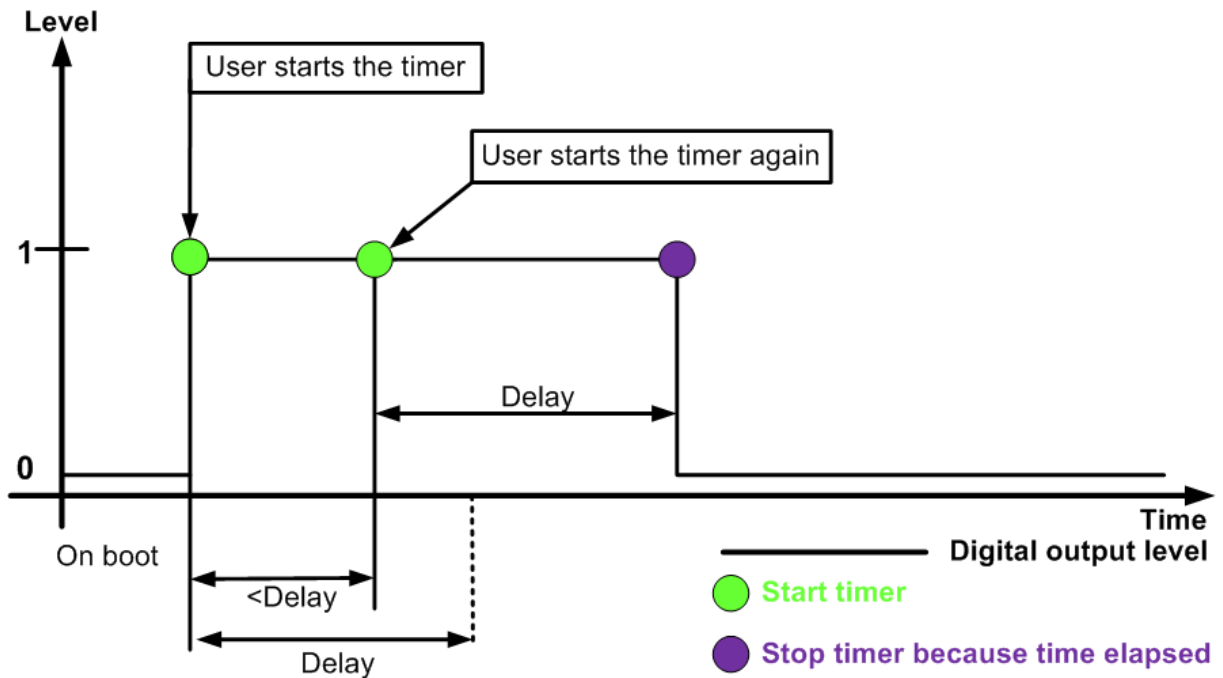 Level
User starts the timer
User starts the timer again
1
Delay
0
Time
On boot
Digital output level
<Delay
Start timer
Delay
Stop timer because time elapsed